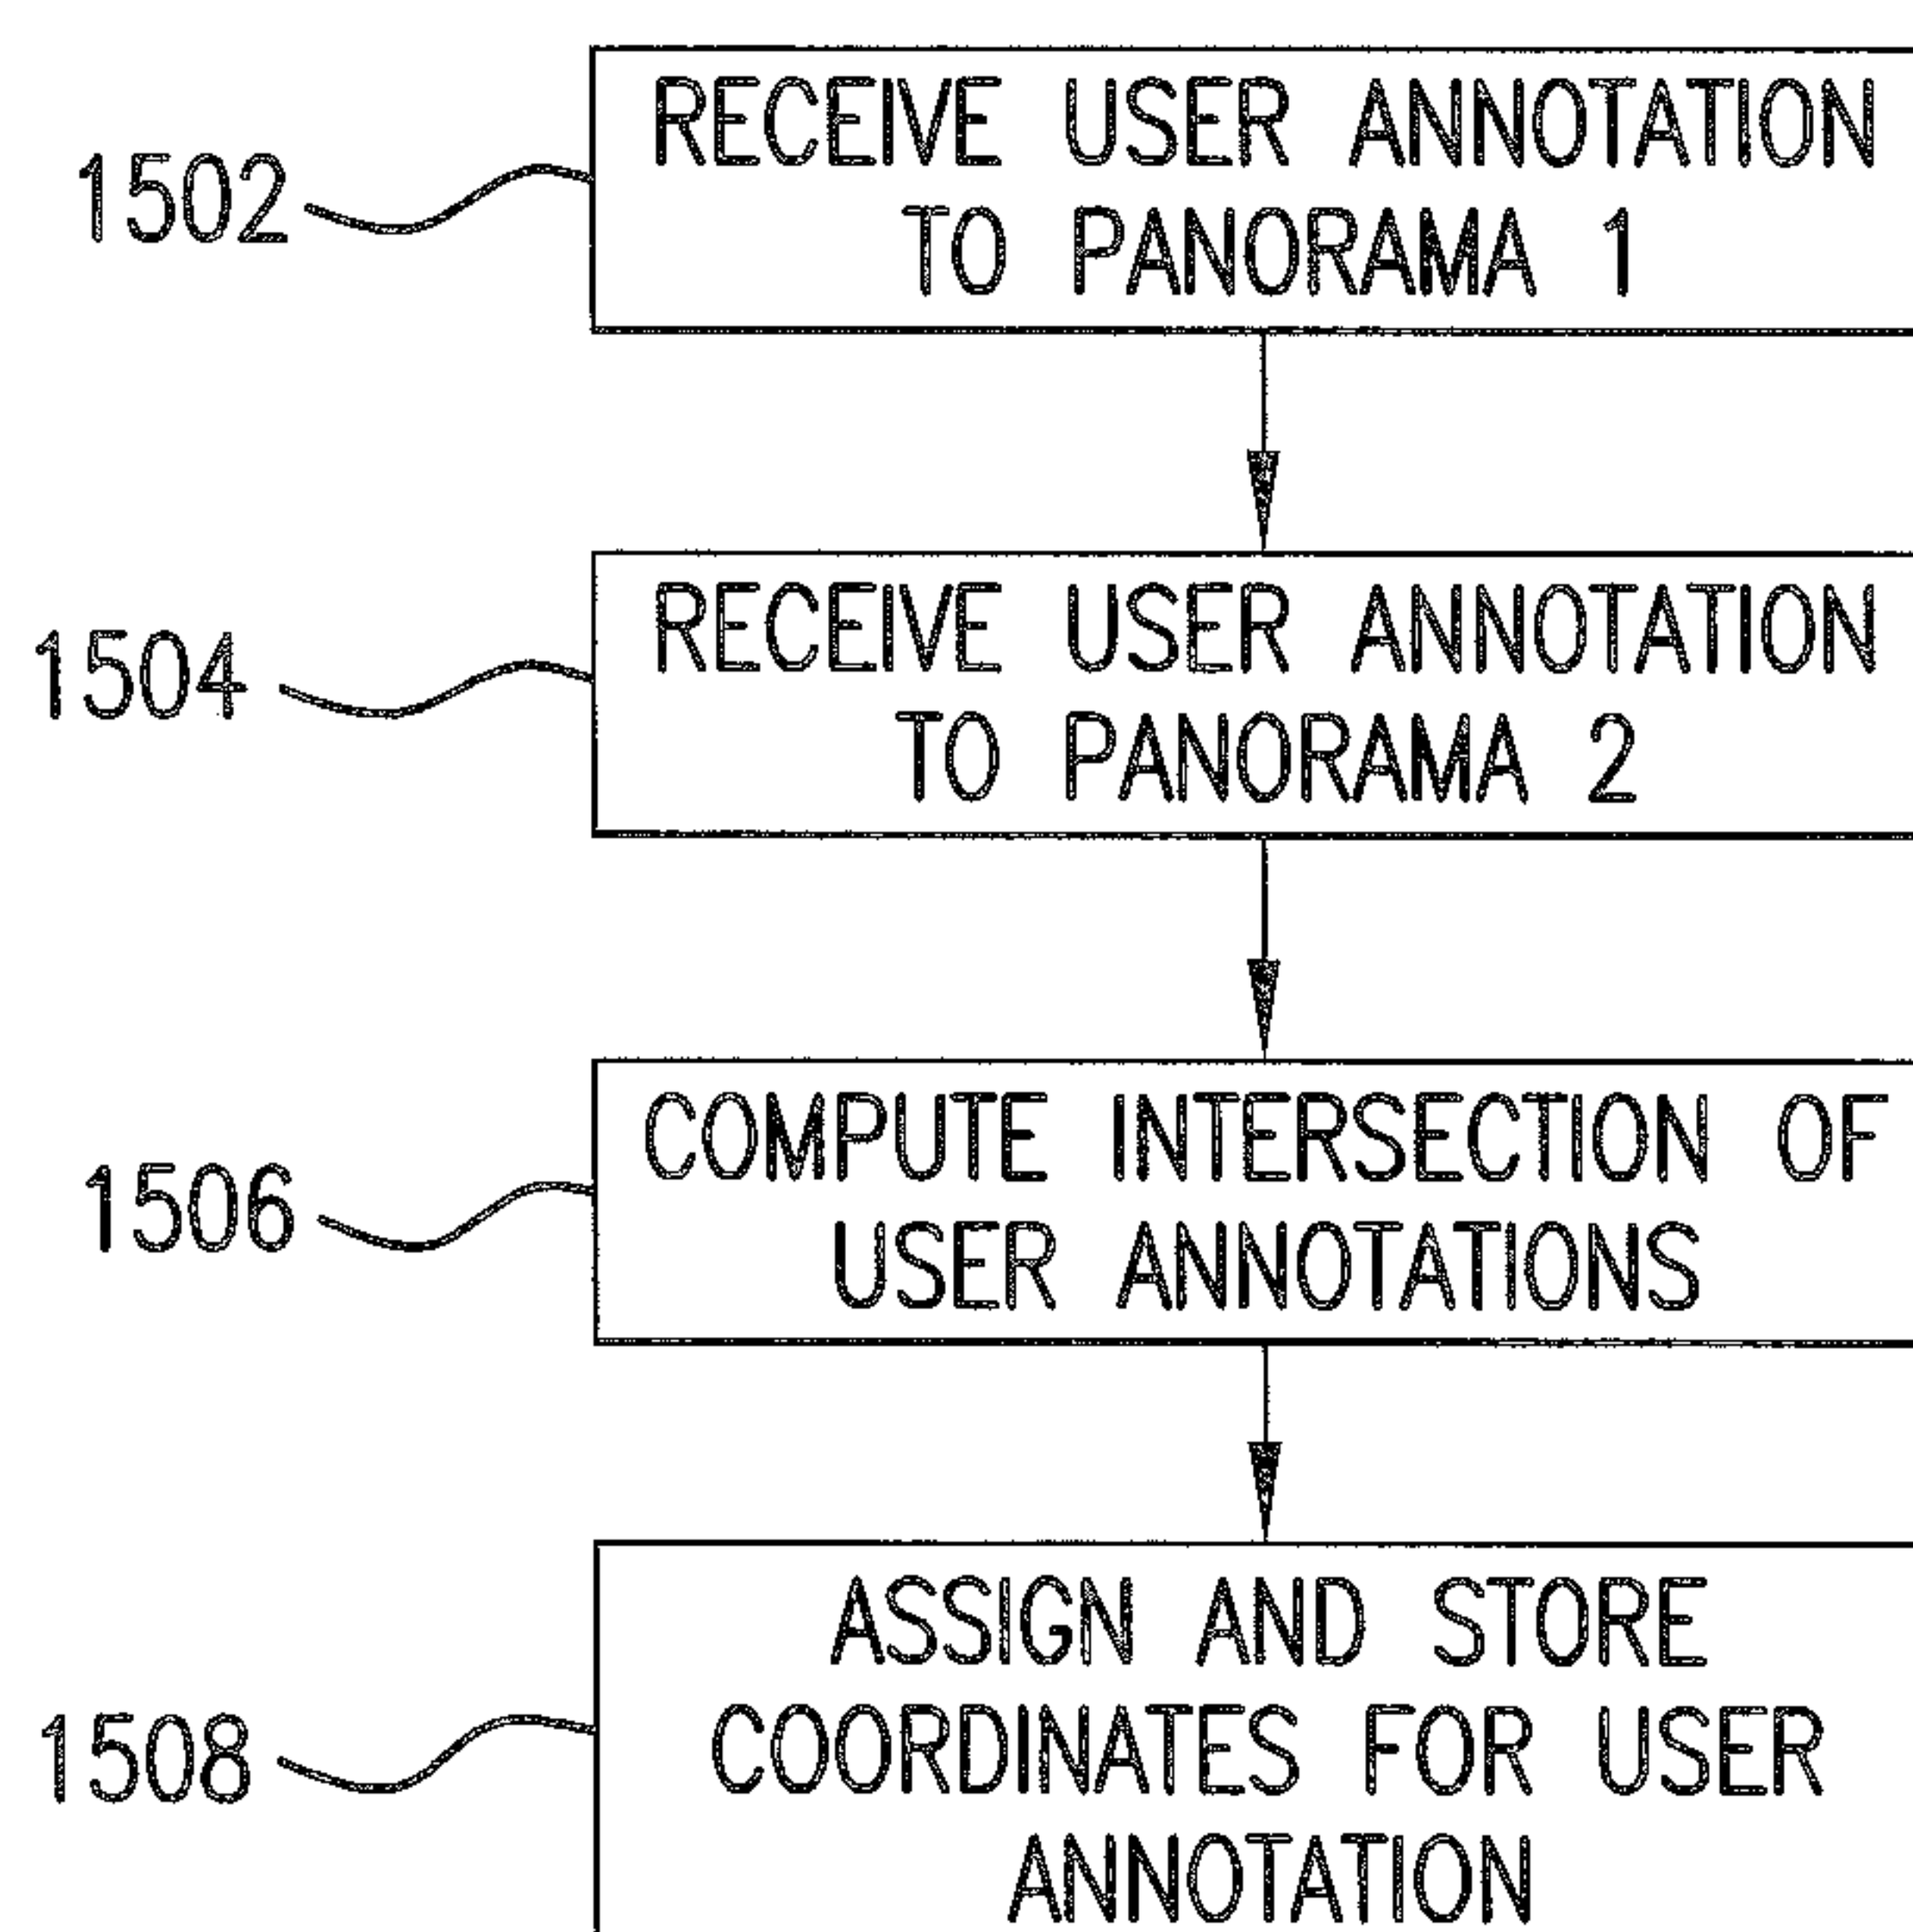 1502
RECEIVE USER ANNOTATION
TO PANORAMA 1
1504
RECEIVE USER ANNOTATION
TO PANORAMA 2
1506
COMPUTE INTERSECTION OF
USER ANNOTATIONS
1508
ASSIGN AND STORE
COORDINATES FOR USER
ANNOTATION